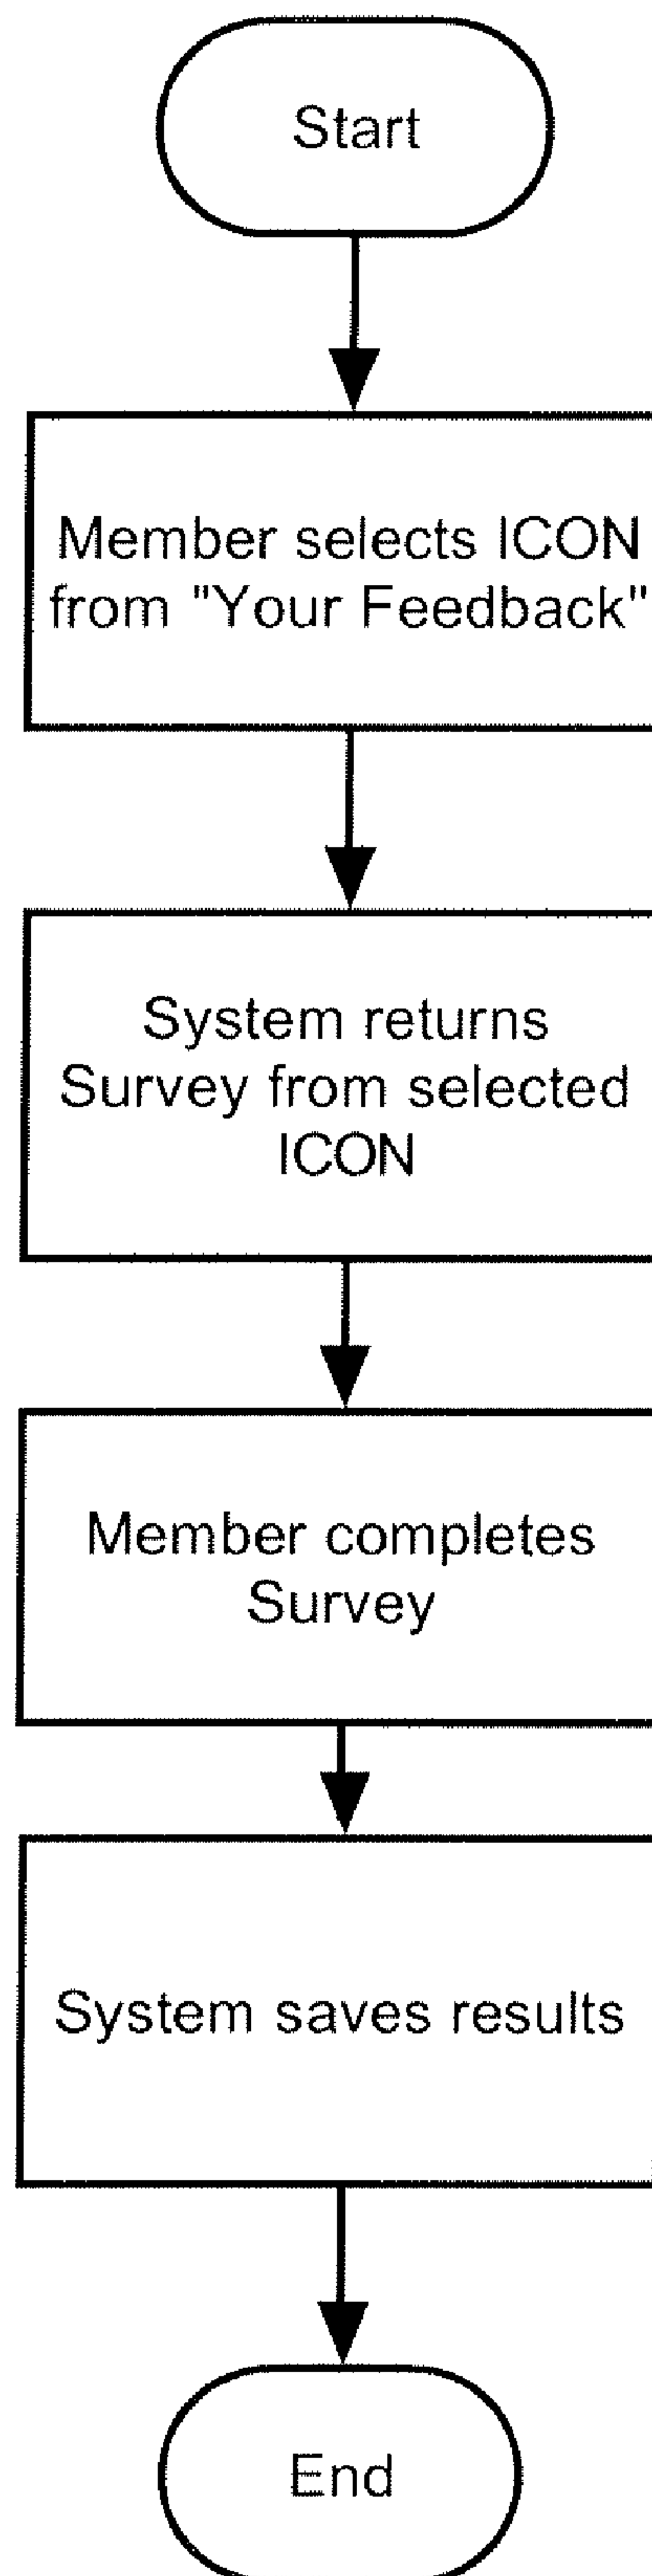 Start
Member selects ICON
from "Your Feedback"
System returns
Survey from selected
ICON
Member completes
Survey
System saves results
End